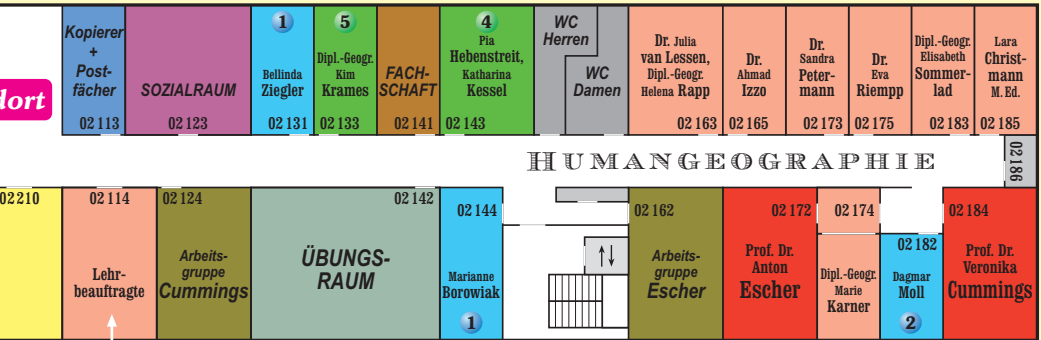 Kopierer
+
Post-
fächer
02 113
SOZIALRAUM
02 123
1
Bellinda
Ziegler
02 131
5
Dipl.-Geogr.
Kim
Krames
02 133
FACH-
SCHAFT
02 141
4
Pia
Hebenstreit,
Katharina
Kessel
02 143
WC
Herren
WC
Damen
Dr. Julia
van Lessen,
Dipl.-Geogr.
Helena Rapp
02 163
Dr.
Ahmad
Izzo
02 165
Dr.
Sandra
Peter-
mann
02 173
Dr.
Eva
Riempp
02 175
Dipl.-Geogr.
Elisabeth
Sommer-
lad
02 183
Lara
Christ-
mann
M. Ed.
02 185
dort
HUMANGEOGRAPHIE
02 186
02 210
02 114
Lehr-
beauftragte
02 124
Arbeits-
gruppe
Cummings
02 142
ÜBUNGS-
RAUM
02 144
Marianne
Borowiak
1
02 162
Arbeits-
gruppe
Escher
02 172
Prof. Dr.
Anton
Escher
02 174
Dipl.-Geogr.
Marie
Karner
02 182
Dagmar
Moll
2
02 184
Prof. Dr.
Veronika
Cummings